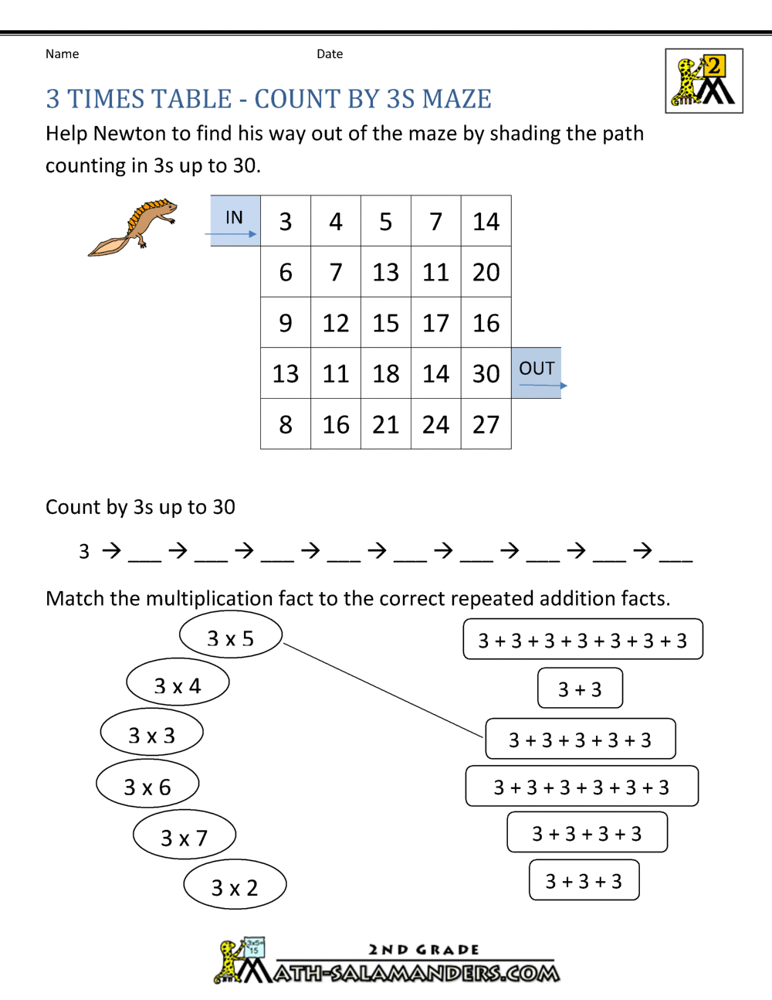 Name Date
2
3 TIMES TABLE - COUNT BY 3S MAZE
Help Newton to find his way out of the maze by shading the path
counting in 3s up to 30.
IN 3 4 5 7 14
6 7 13 11 20
9 12 15 17 16
13 11 18 14 30 OUT
8 16 21 24 27
Count by 3s up to 30
3 → ___ → ___ → ___ → ___ → ___ → ___ → ___ → ___ → ___
Match the multiplication fact to the correct repeated addition facts.
3 x 5 3 + 3 + 3 + 3 + 3 + 3 + 3
3 x 4 3 + 3
3 x 3 3 + 3 + 3 + 3 + 3
3 x 6 3 + 3 + 3 + 3 + 3 + 3
3 x 7 3 + 3 + 3 + 3
3 x 2 3 + 3 + 3
3x5=
15
2ND GRADE
MATH-SALAMANDERS.COM